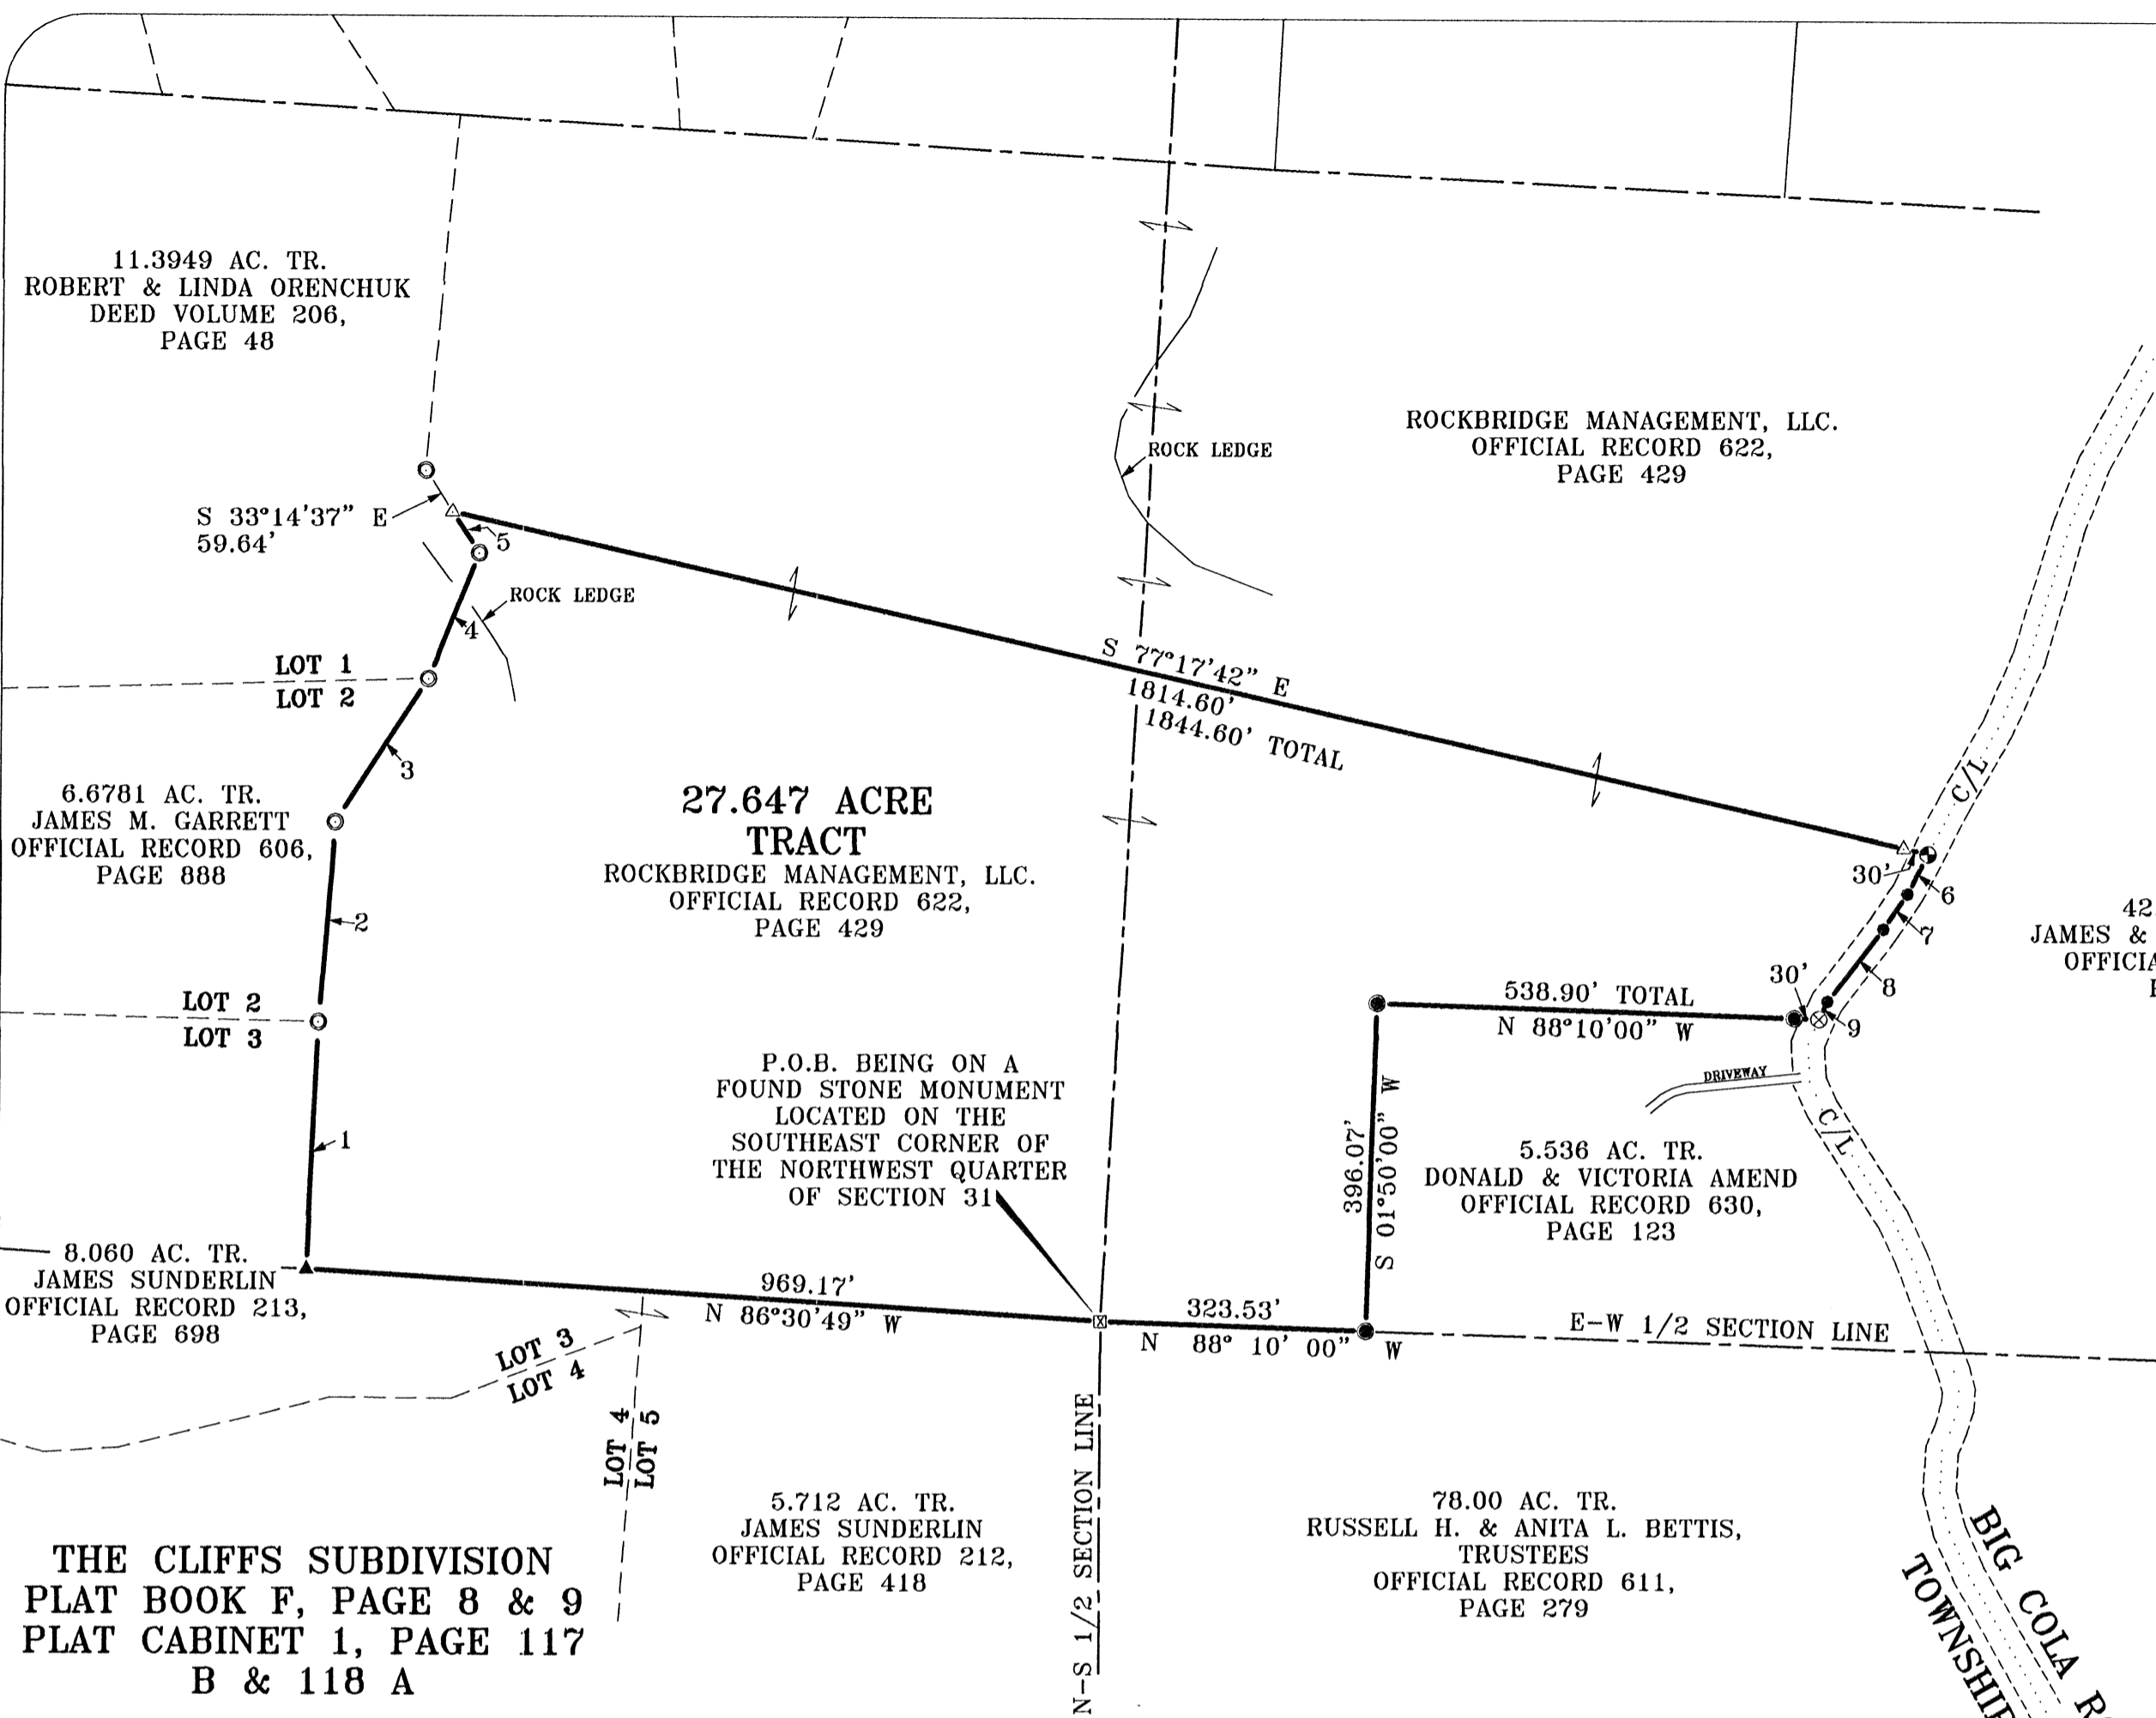 11.3949 AC. TR.
ROBERT & LINDA ORENCHUK
DEED VOLUME 206,
PAGE 48
ROCKBRIDGE MANAGEMENT, LLC.
OFFICIAL RECORD 622,
PAGE 429
ROCK LEDGE
S 33°14'37" E
59.64'
5
ROCK LEDGE
4
LOT 1
LOT 2
3
S 77°17'42" E
1814.60'
1844.60' TOTAL
C/L
6.6781 AC. TR.
JAMES M. GARRETT
OFFICIAL RECORD 606,
PAGE 888
27.647 ACRE
TRACT
ROCKBRIDGE MANAGEMENT, LLC.
OFFICIAL RECORD 622,
PAGE 429
2
30'
6
7
8
9
42
JAMES &
OFFICIA
30'
538.90' TOTAL
N 88°10'00" W
LOT 2
LOT 3
P.O.B. BEING ON A
FOUND STONE MONUMENT
LOCATED ON THE
SOUTHEAST CORNER OF
THE NORTHWEST QUARTER
OF SECTION 31
1
396.07'
S 01°50'00" W
DRIVEWAY
C/L
5.536 AC. TR.
DONALD & VICTORIA AMEND
OFFICIAL RECORD 630,
PAGE 123
8.060 AC. TR.
JAMES SUNDERLIN
OFFICIAL RECORD 213,
PAGE 698
969.17'
N 86°30'49" W
323.53'
N 88° 10' 00" W
E-W 1/2 SECTION LINE
LOT 3
LOT 4
LOT 4
LOT 5
N-S 1/2 SECTION LINE
5.712 AC. TR.
JAMES SUNDERLIN
OFFICIAL RECORD 212,
PAGE 418
78.00 AC. TR.
RUSSELL H. & ANITA L. BETTIS,
TRUSTEES
OFFICIAL RECORD 611,
PAGE 279
THE CLIFFS SUBDIVISION
PLAT BOOK F, PAGE 8 & 9
PLAT CABINET 1, PAGE 117
B & 118 A
BIG COLA R
TOWNSHIP